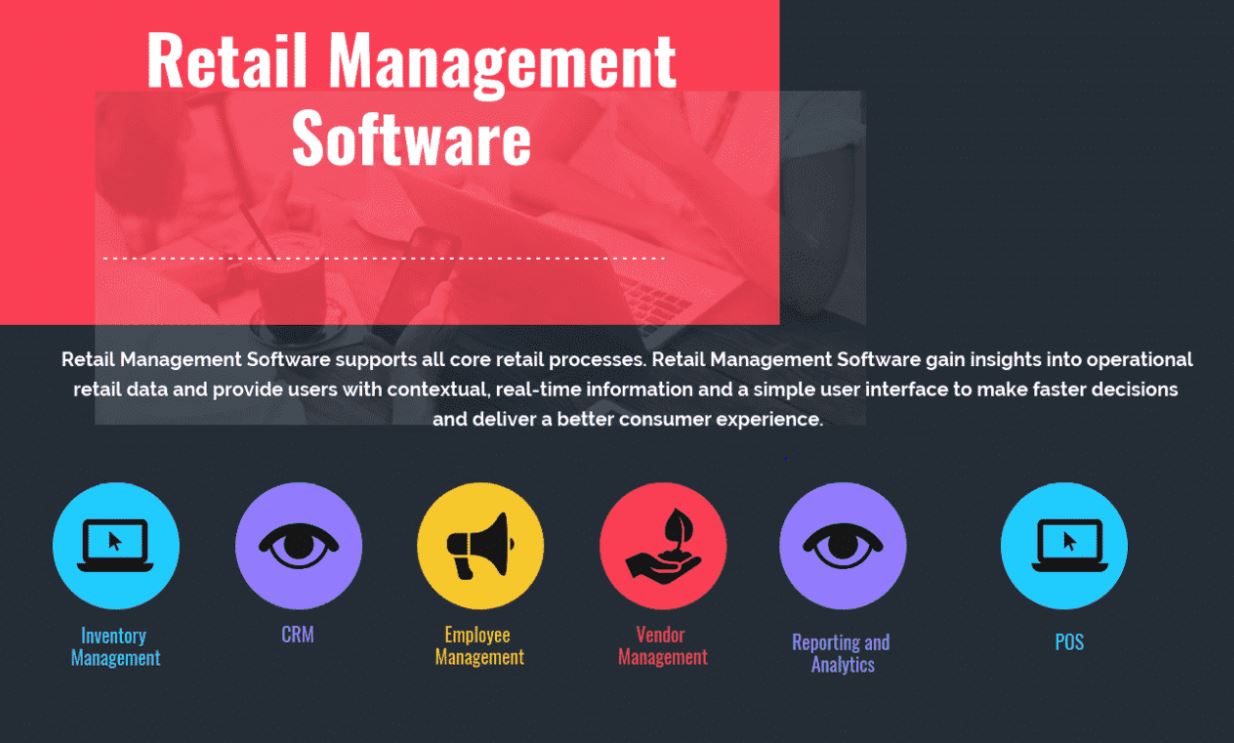 Retail Management
Software
Retail Management Software supports all core retail processes. Retail Management Software gain insights into operational
retail data and provide users with contextual, real-time information and a simple user interface to make faster decisions
and deliver a better consumer experience.
Inventory
Management
CRM
Employee
Management
Vendor
Management
Reporting and
Analytics
POS